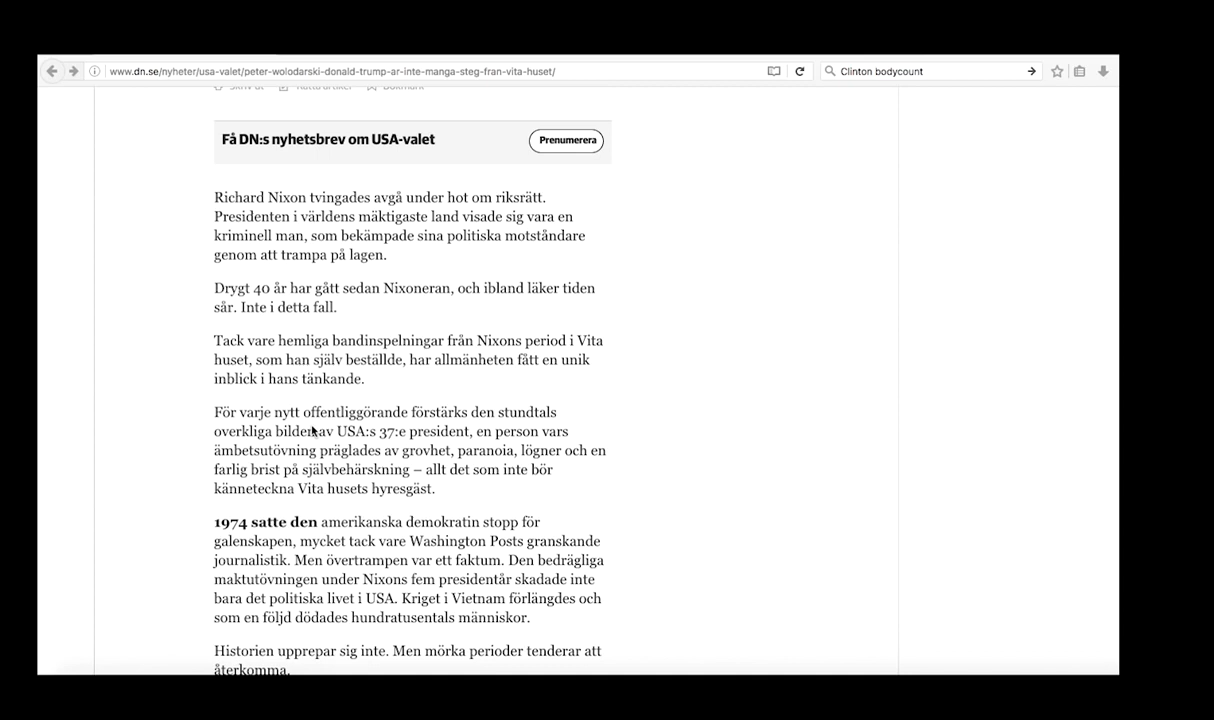 www.dn.se/nyheter/usa-valet/peter-wolodarski-donald-trump-ar-inte-manga-steg-fran-vita-huset/
Clinton bodycount
Skriv ut Rätta artikel Bokmärk
Få DN:s nyhetsbrev om USA-valet
Prenumerera
Richard Nixon tvingades avgå under hot om riksrätt.
Presidenten i världens mäktigaste land visade sig vara en
kriminell man, som bekämpade sina politiska motståndare
genom att trampa på lagen.
Drygt 40 år har gått sedan Nixoneran, och ibland läker tiden
sår. Inte i detta fall.
Tack vare hemliga bandinspelningar från Nixons period i Vita
huset, som han själv beställde, har allmänheten fått en unik
inblick i hans tänkande.
För varje nytt offentliggörande förstärks den stundtals
overkliga bilden av USA:s 37:e president, en person vars
ämbetsutövning präglades av grovhet, paranoia, lögner och en
farlig brist på självbehärskning – allt det som inte bör
känneteckna Vita husets hyresgäst.
1974 satte den amerikanska demokratin stopp för
galenskapen, mycket tack vare Washington Posts granskande
journalistik. Men övertrampen var ett faktum. Den bedrägliga
maktutövningen under Nixons fem presidentår skadade inte
bara det politiska livet i USA. Kriget i Vietnam förlängdes och
som en följd dödades hundratusentals människor.
Historien upprepar sig inte. Men mörka perioder tenderar att
återkomma.